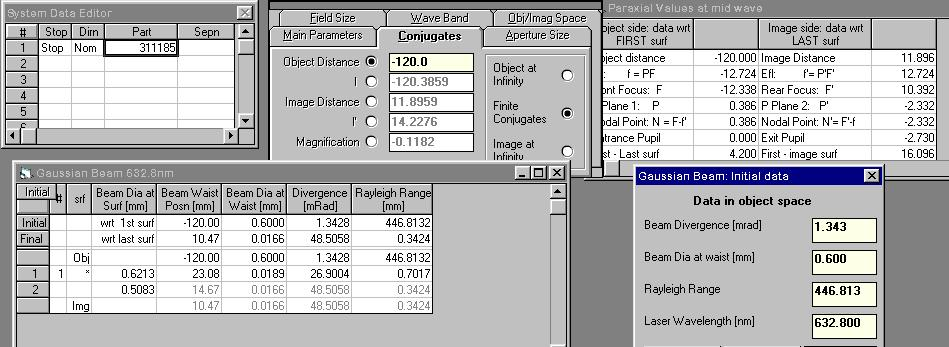 System Data Editor
# Stop Dirn Part Sepn
1 Stop Nom 311185
2
3
4
5
Field Size Wave Band Obj/Imag Space
Main Parameters Conjugates Aperture Size
Object Distance -120.0
l -120.3859
Image Distance 11.8959
l' 14.2276
Magnification -0.1182
Object at Infinity
Finite Conjugates
Image at Infinity
Paraxial Values at mid wave
bject side: data wrt FIRST surf
Image side: data wrt LAST surf
ct distance -120.000 Image Distance 11.896
: f = PF -12.724 Efl: f'= P'F' 12.724
ont Focus: F -12.338 Rear Focus: F' 10.392
P Plane 1: P 0.386 P Plane 2: P' -2.332
odal Point: N = F-f' 0.386 Nodal Point: N'= F'-f -2.332
trance Pupil 0.000 Exit Pupil -2.730
st - Last surf 4.200 First - image surf 16.096
Gaussian Beam 632.8nm
Initial # srf Beam Dia at Surf [mm] Beam Waist Posn [mm] Beam Dia at Waist [mm] Divergence [mRad] Rayleigh Range [mm]
Initial wrt 1st surf -120.00 0.6000 1.3428 446.8132
Final wrt last surf 10.47 0.0166 48.5058 0.3424
Obj -120.00 0.6000 1.3428 446.8132
1 1 * 0.6213 23.08 0.0189 26.9004 0.7017
2 0.5083 14.67 0.0166 48.5058 0.3424
Img 10.47 0.0166 48.5058 0.3424
Gaussian Beam: Initial data
Data in object space
Beam Divergence [mrad] 1.343
Beam Dia at waist [mm] 0.600
Rayleigh Range 446.813
Laser Wavelength [nm] 632.800